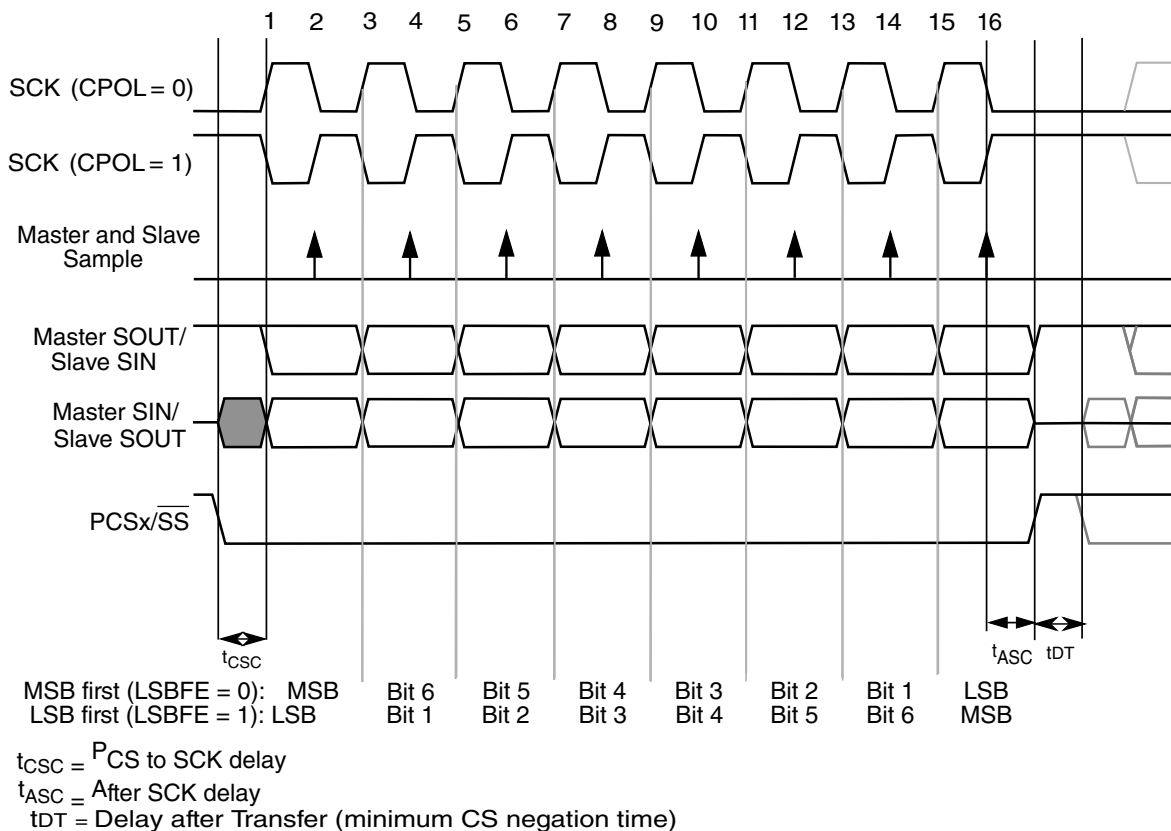 1 2 3 4 5 6 7 8 9 10 11 12 13 14 15 16
SCK (CPOL = 0)
SCK (CPOL = 1)
Master and Slave
Sample
Master SOUT/
Slave SIN
Master SIN/
Slave SOUT
PCSx/SS
tCSC
tASC
tDT
MSB first (LSBFE = 0): MSB Bit 6 Bit 5 Bit 4 Bit 3 Bit 2 Bit 1 LSB
LSB first (LSBFE = 1): LSB Bit 1 Bit 2 Bit 3 Bit 4 Bit 5 Bit 6 MSB
tCSC = PCS to SCK delay
tASC = After SCK delay
tDT = Delay after Transfer (minimum CS negation time)